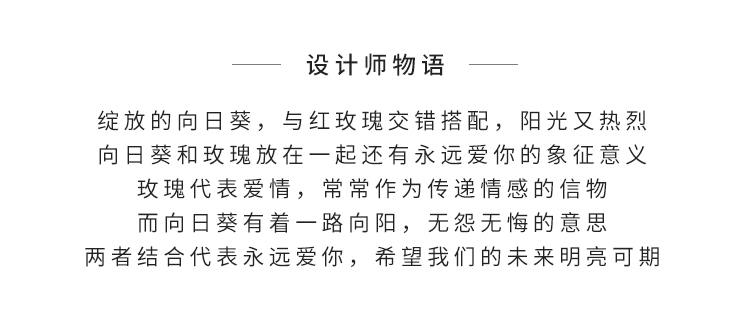 设计师物语
绽放的向日葵，与红玫瑰交错搭配，阳光又热烈
向日葵和玫瑰放在一起还有永远爱你的象征意义
玫瑰代表爱情，常常作为传递情感的信物
而向日葵有着一路向阳，无怨无悔的意思
两者结合代表永远爱你，希望我们的未来明亮可期